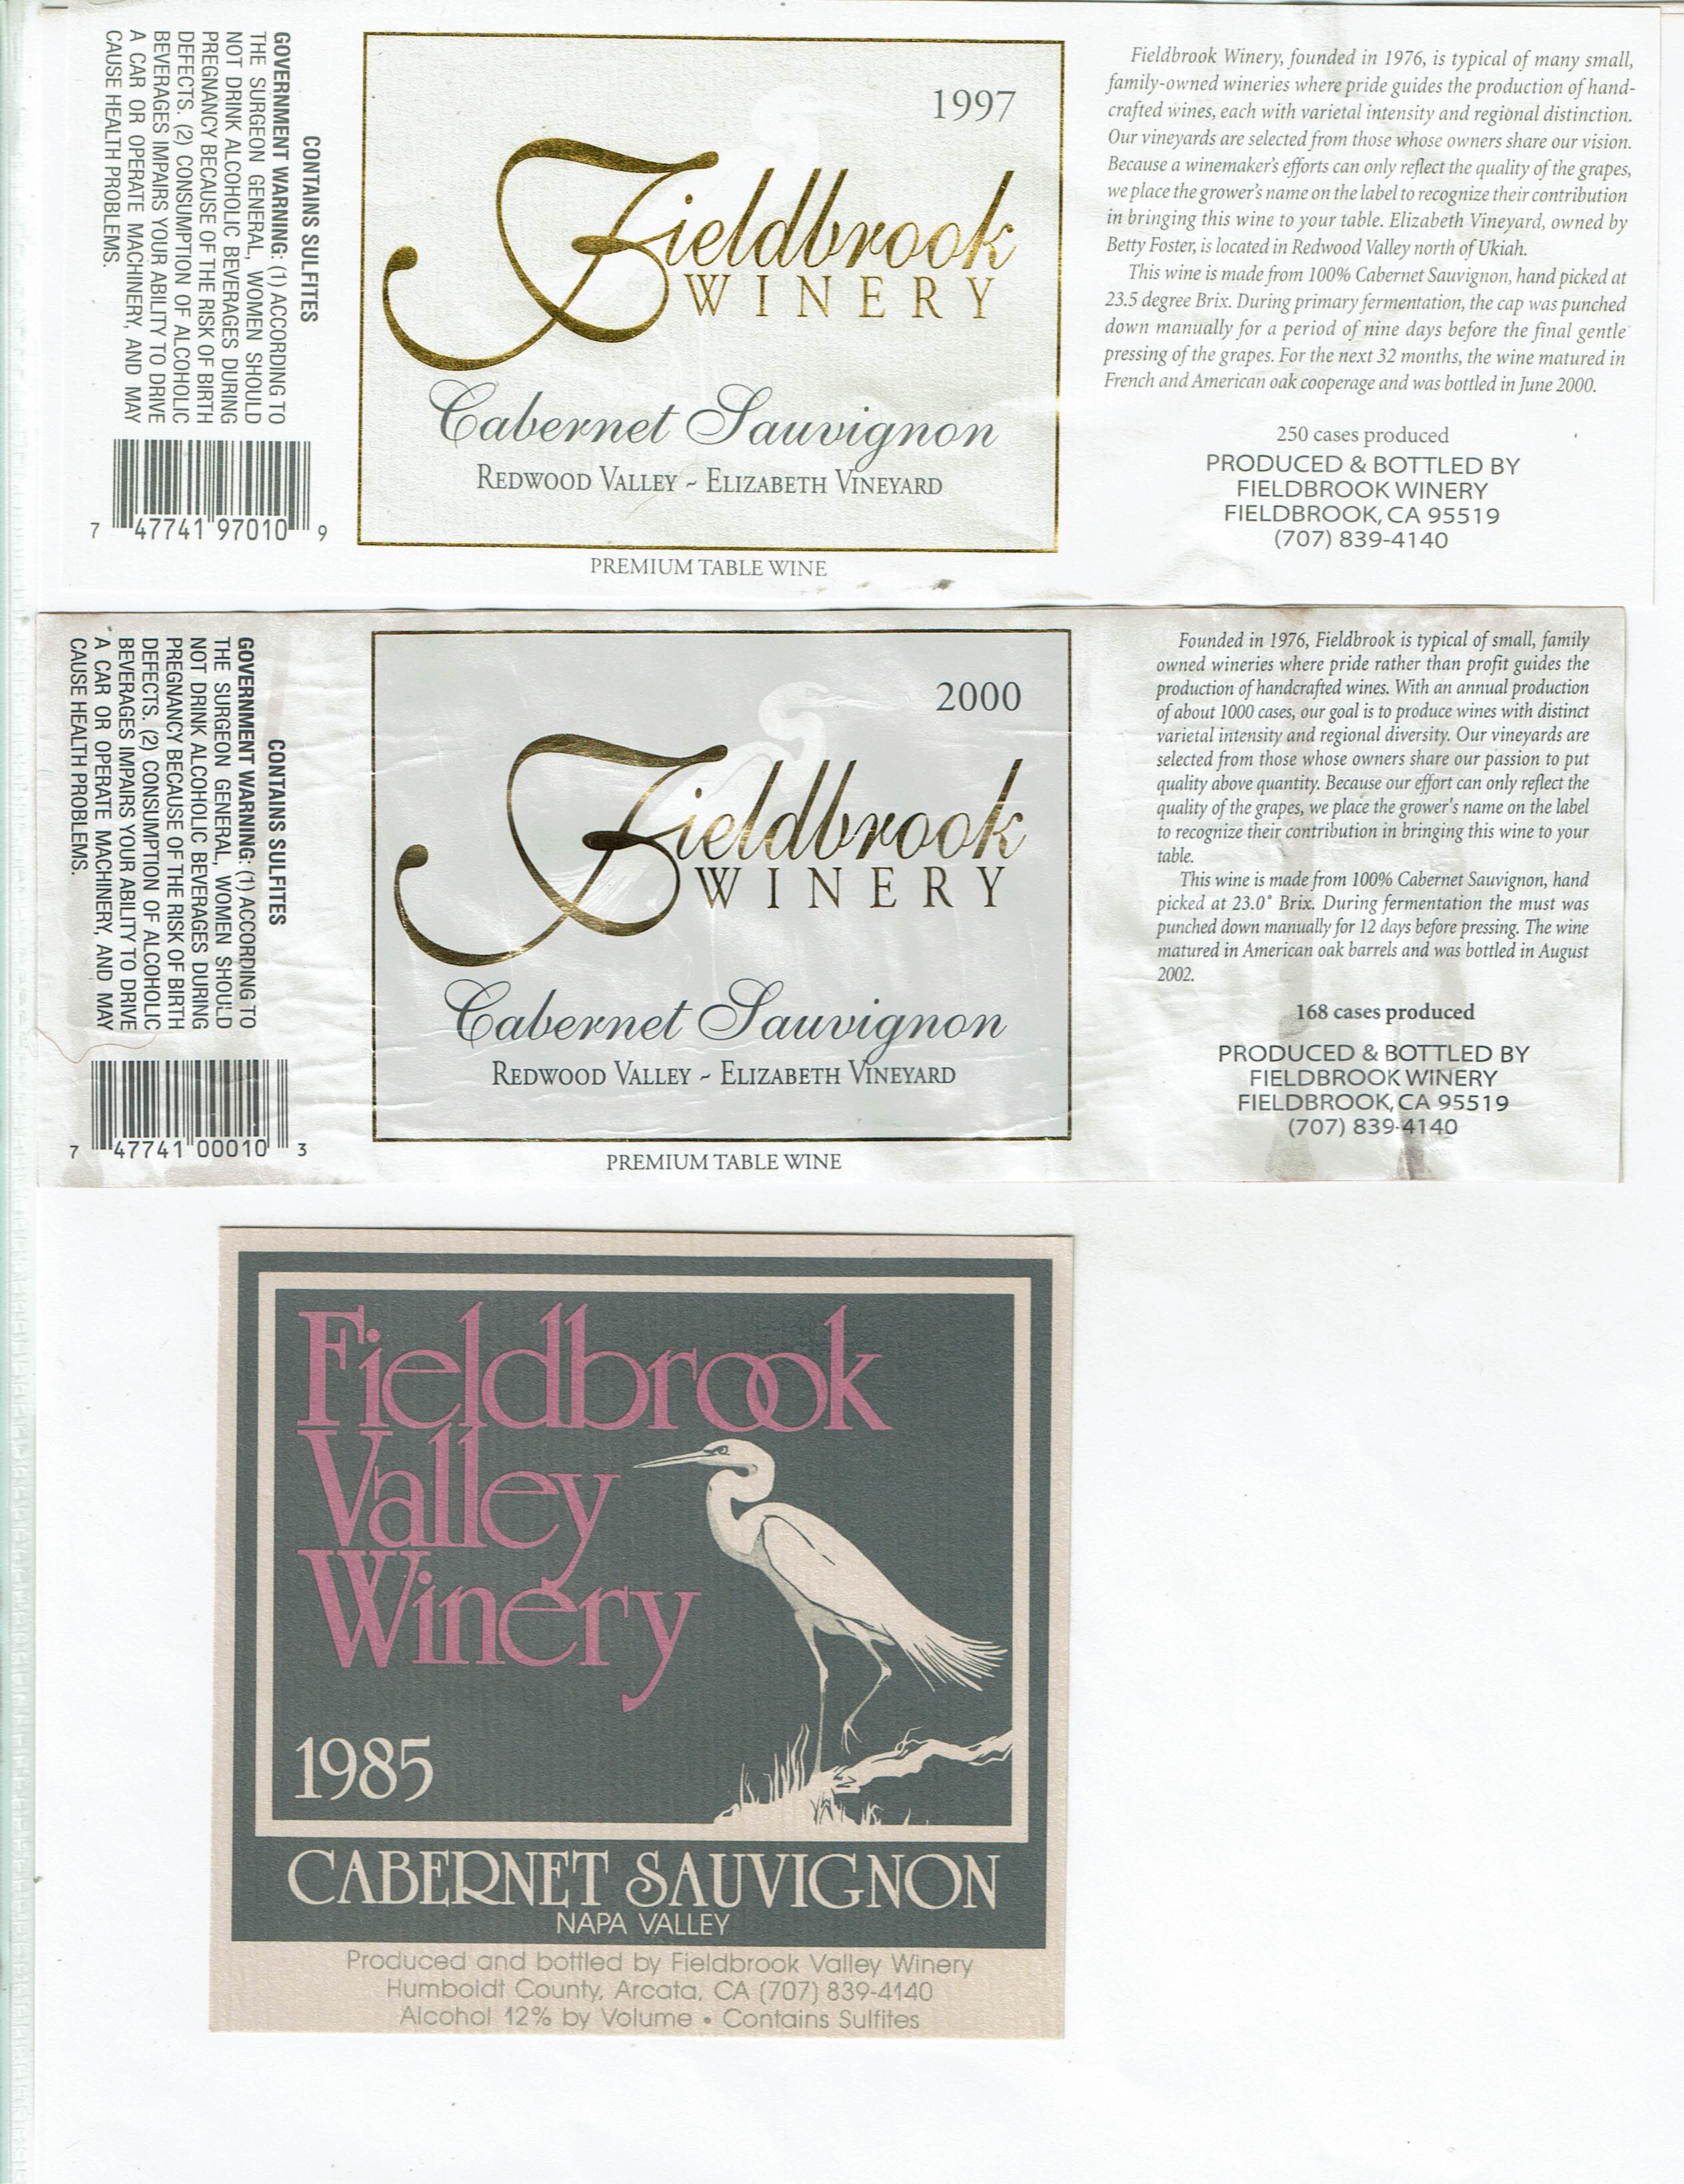 CONTAINS SULFITES
GOVERNMENT WARNING: (1) ACCORDING TO
THE SURGEON GENERAL, WOMEN SHOULD
NOT DRINK ALCOHOLIC BEVERAGES DURING
PREGNANCY BECAUSE OF THE RISK OF BIRTH
DEFECTS. (2) CONSUMPTION OF ALCOHOLIC
BEVERAGES IMPAIRS YOUR ABILITY TO DRIVE
A CAR OR OPERATE MACHINERY, AND MAY
CAUSE HEALTH PROBLEMS.
7 47741 97010 9
1997
Fieldbrook
WINERY
Cabernet Sauvignon
REDWOOD VALLEY ~ ELIZABETH VINEYARD
PREMIUM TABLE WINE
Fieldbrook Winery, founded in 1976, is typical of many small,
family-owned wineries where pride guides the production of hand-
crafted wines, each with varietal intensity and regional distinction.
Our vineyards are selected from those whose owners share our vision.
Because a winemaker's efforts can only reflect the quality of the grapes,
we place the grower's name on the label to recognize their contribution
in bringing this wine to your table. Elizabeth Vineyard, owned by
Betty Foster, is located in Redwood Valley north of Ukiah.
This wine is made from 100% Cabernet Sauvignon, hand picked at
23.5 degree Brix. During primary fermentation, the cap was punched
down manually for a period of nine days before the final gentle
pressing of the grapes. For the next 32 months, the wine matured in
French and American oak cooperage and was bottled in June 2000.
250 cases produced
PRODUCED & BOTTLED BY
FIELDBROOK WINERY
FIELDBROOK, CA 95519
(707) 839-4140
CONTAINS SULFITES
GOVERNMENT WARNING: (1) ACCORDING TO
THE SURGEON GENERAL, WOMEN SHOULD
NOT DRINK ALCOHOLIC BEVERAGES DURING
PREGNANCY BECAUSE OF THE RISK OF BIRTH
DEFECTS. (2) CONSUMPTION OF ALCOHOLIC
BEVERAGES IMPAIRS YOUR ABILITY TO DRIVE
A CAR OR OPERATE MACHINERY, AND MAY
CAUSE HEALTH PROBLEMS.
7 47741 00010 3
2000
Fieldbrook
WINERY
Cabernet Sauvignon
REDWOOD VALLEY ~ ELIZABETH VINEYARD
PREMIUM TABLE WINE
Founded in 1976, Fieldbrook is typical of small, family
owned wineries where pride rather than profit guides the
production of handcrafted wines. With an annual production
of about 1000 cases, our goal is to produce wines with distinct
varietal intensity and regional diversity. Our vineyards are
selected from those whose owners share our passion to put
quality above quantity. Because our effort can only reflect the
quality of the grapes, we place the grower's name on the label
to recognize their contribution in bringing this wine to your
table.
This wine is made from 100% Cabernet Sauvignon, hand
picked at 23.0° Brix. During fermentation the must was
punched down manually for 12 days before pressing. The wine
matured in American oak barrels and was bottled in August
2002.
168 cases produced
PRODUCED & BOTTLED BY
FIELDBROOK WINERY
FIELDBROOK, CA 95519
(707) 839-4140
Fieldbrook
Valley
Winery
1985
CABERNET SAUVIGNON
NAPA VALLEY
Produced and bottled by Fieldbrook Valley Winery
Humboldt County, Arcata, CA (707) 839-4140
Alcohol 12% by Volume • Contains Sulfites